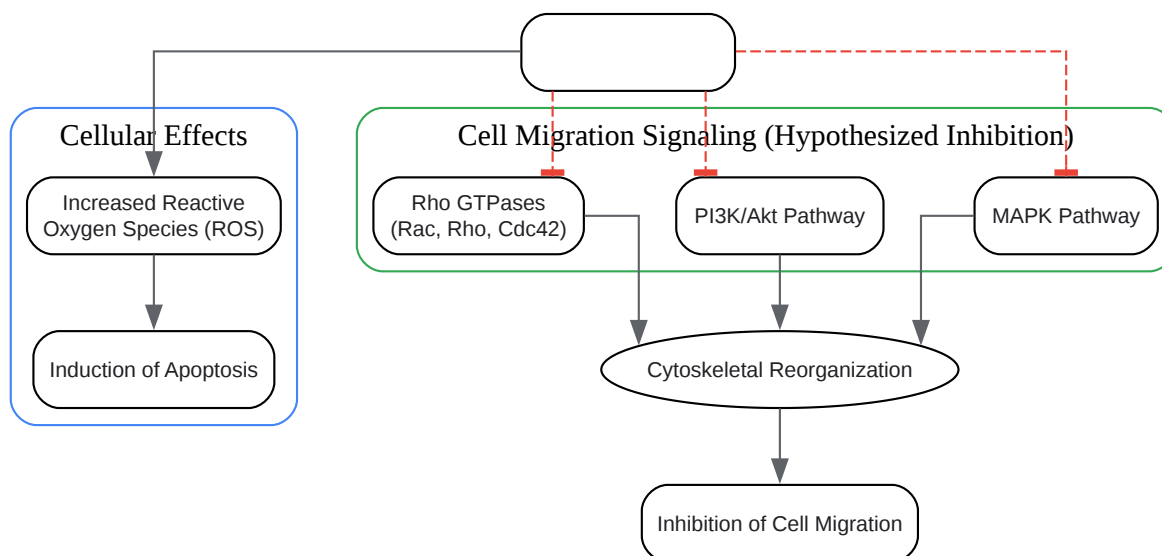 Cellular Effects
Cell Migration Signaling (Hypothesized Inhibition)
Increased Reactive
Oxygen Species (ROS)
Rho GTPases
(Rac, Rho, Cdc42)
PI3K/Akt Pathway
MAPK Pathway
Induction of Apoptosis
Cytoskeletal Reorganization
Inhibition of Cell Migration